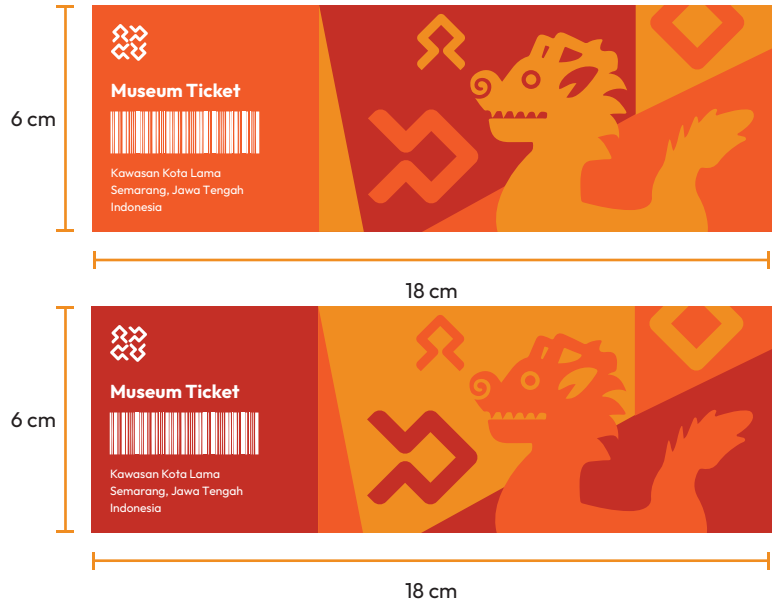 6 cm
Museum Ticket
Kawasan Kota Lama
Semarang, Jawa Tengah
Indonesia
18 cm
6 cm
Museum Ticket
Kawasan Kota Lama
Semarang, Jawa Tengah
Indonesia
18 cm